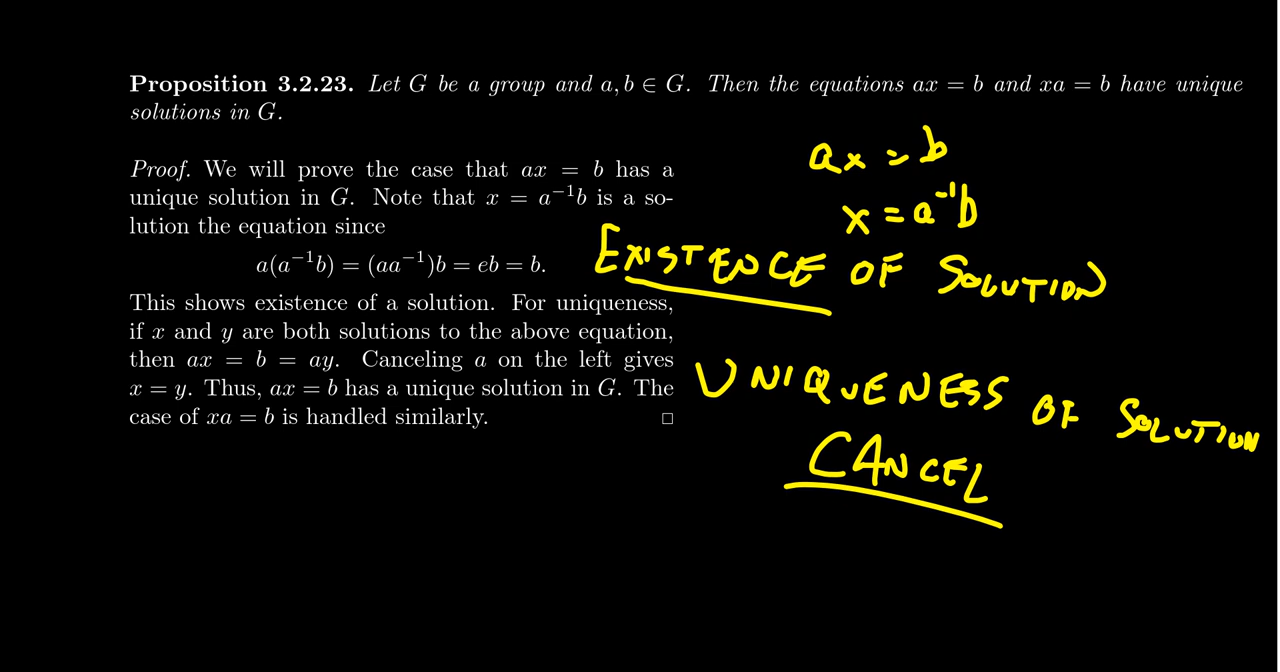 Proposition 3.2.23. Let G be a group and a, b ∈ G. Then the equations ax = b and xa = b have unique
solutions in G.
Proof. We will prove the case that ax = b has a
unique solution in G. Note that x = a⁻¹b is a so-
lution the equation since
a(a⁻¹b) = (aa⁻¹)b = eb = b.
This shows existence of a solution. For uniqueness,
if x and y are both solutions to the above equation,
then ax = b = ay. Canceling a on the left gives
x = y. Thus, ax = b has a unique solution in G. The
case of xa = b is handled similarly. □
ax = b
x = a⁻¹b
EXISTENCE OF SOLUTION
UNIQUENESS OF SOLUTION
CANCEL